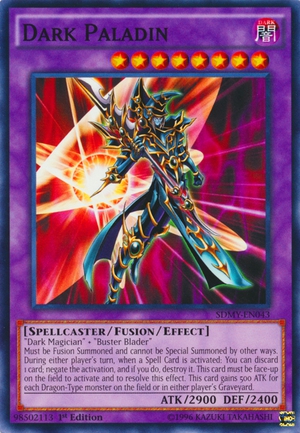 DARK PALADIN
DARK
闇
SDMY-EN043
[SPELLCASTER/FUSION/EFFECT]
"Dark Magician" + "Buster Blader"
Must be Fusion Summoned and cannot be Special Summoned by other ways.
During either player's turn, when a Spell Card is activated: You can discard 1
card; negate the activation, and if you do, destroy it. This card must be face-up
on the field to activate and to resolve this effect. This card gains 500 ATK for
each Dragon-Type monster on the field or in either player's Graveyard.
ATK/2900 DEF/2400
98502113 1st Edition ©1996 KAZUKI TAKAHASHI